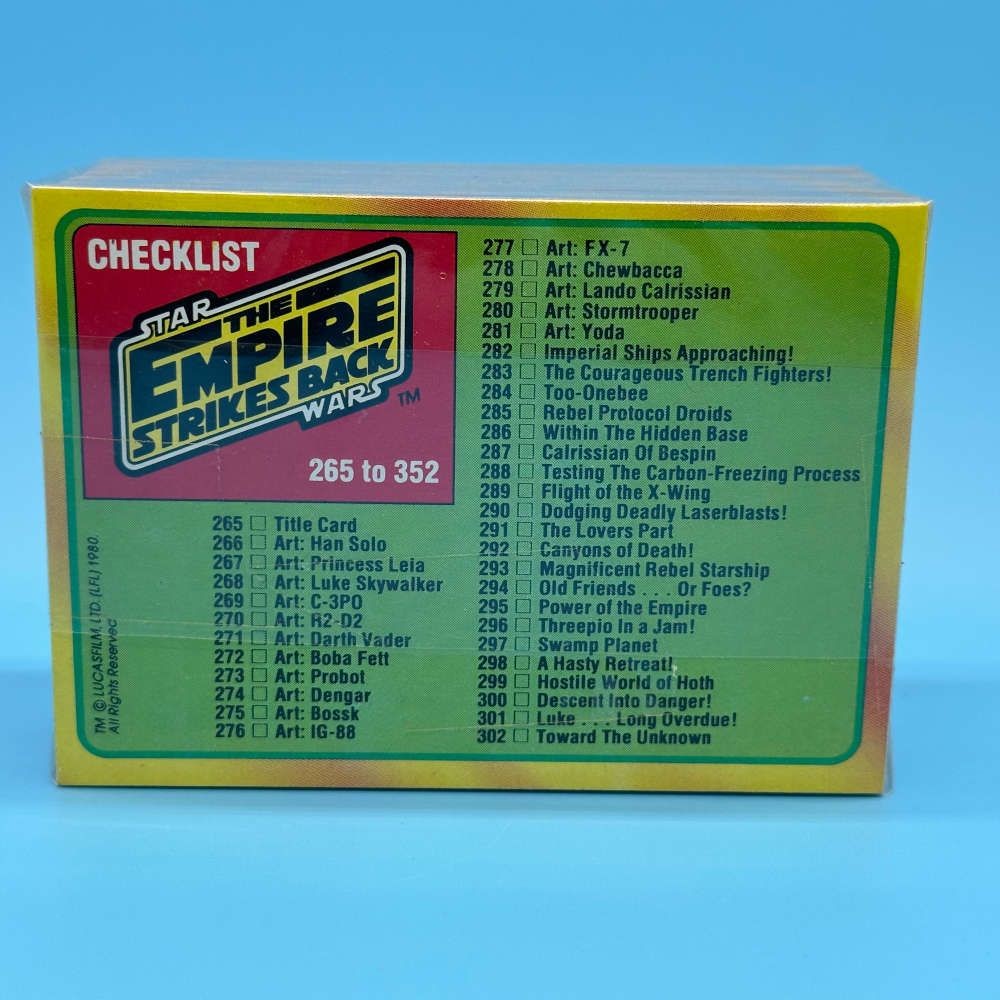 CHECKLIST
STAR
THE
EMPIRE
STRIKES BACK
WARS TM
265 to 352
265 □ Title Card
266 □ Art: Han Solo
267 □ Art: Princess Leia
268 □ Art: Luke Skywalker
269 □ Art: C-3PO
270 □ Art: R2-D2
271 □ Art: Darth Vader
272 □ Art: Boba Fett
273 □ Art: Probot
274 □ Art: Dengar
275 □ Art: Bossk
276 □ Art: IG-88
TM © LUCASFILM, LTD. (LFL) 1980.
All Rights Reserved
277 □ Art: FX-7
278 □ Art: Chewbacca
279 □ Art: Lando Calrissian
280 □ Art: Stormtrooper
281 □ Art: Yoda
282 □ Imperial Ships Approaching!
283 □ The Courageous Trench Fighters!
284 □ Too-Onebee
285 □ Rebel Protocol Droids
286 □ Within The Hidden Base
287 □ Calrissian Of Bespin
288 □ Testing The Carbon-Freezing Process
289 □ Flight of the X-Wing
290 □ Dodging Deadly Laserblasts!
291 □ The Lovers Part
292 □ Canyons of Death!
293 □ Magnificent Rebel Starship
294 □ Old Friends . . . Or Foes?
295 □ Power of the Empire
296 □ Threepio In a Jam!
297 □ Swamp Planet
298 □ A Hasty Retreat!
299 □ Hostile World of Hoth
300 □ Descent Into Danger!
301 □ Luke . . . Long Overdue!
302 □ Toward The Unknown